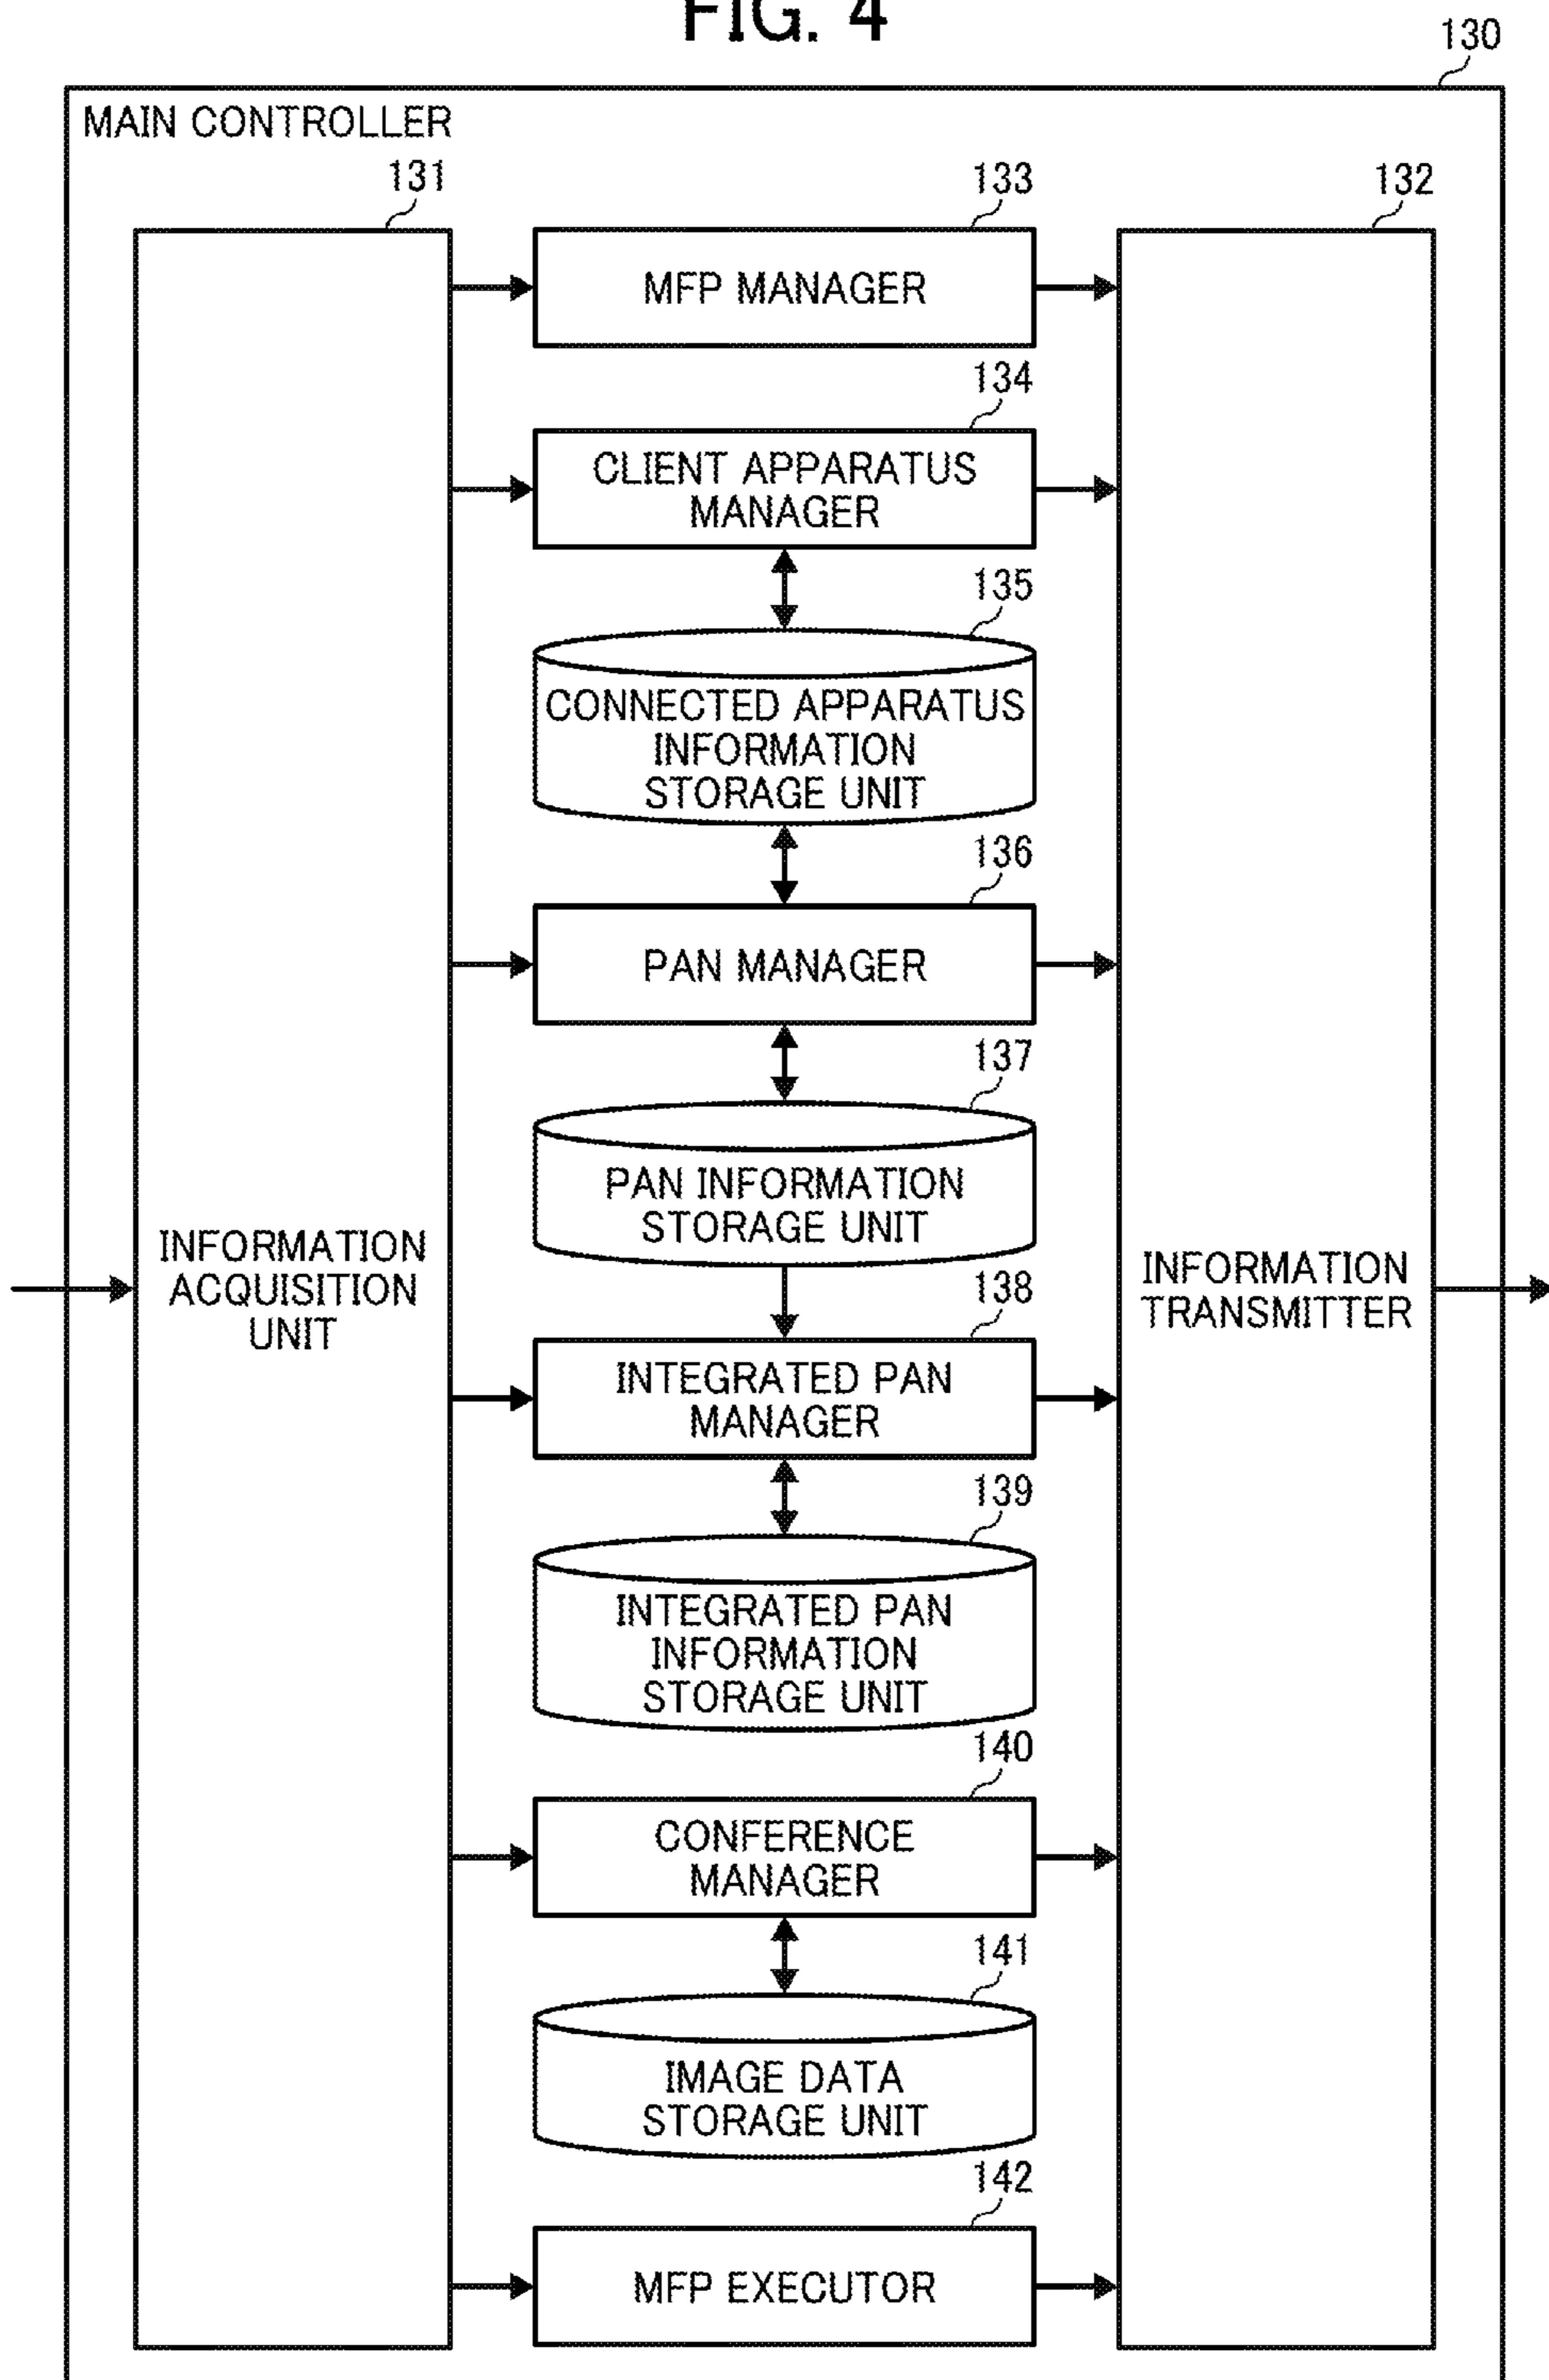 FIG. 4
130
MAIN CONTROLLER
131
133
132
MFP MANAGER
134
CLIENT APPARATUS
MANAGER
135
CONNECTED APPARATUS
INFORMATION
STORAGE UNIT
136
PAN MANAGER
137
PAN INFORMATION
STORAGE UNIT
INFORMATION
ACQUISITION
UNIT
INFORMATION
TRANSMITTER
138
INTEGRATED PAN
MANAGER
139
INTEGRATED PAN
INFORMATION
STORAGE UNIT
140
CONFERENCE
MANAGER
141
IMAGE DATA
STORAGE UNIT
142
MFP EXECUTOR